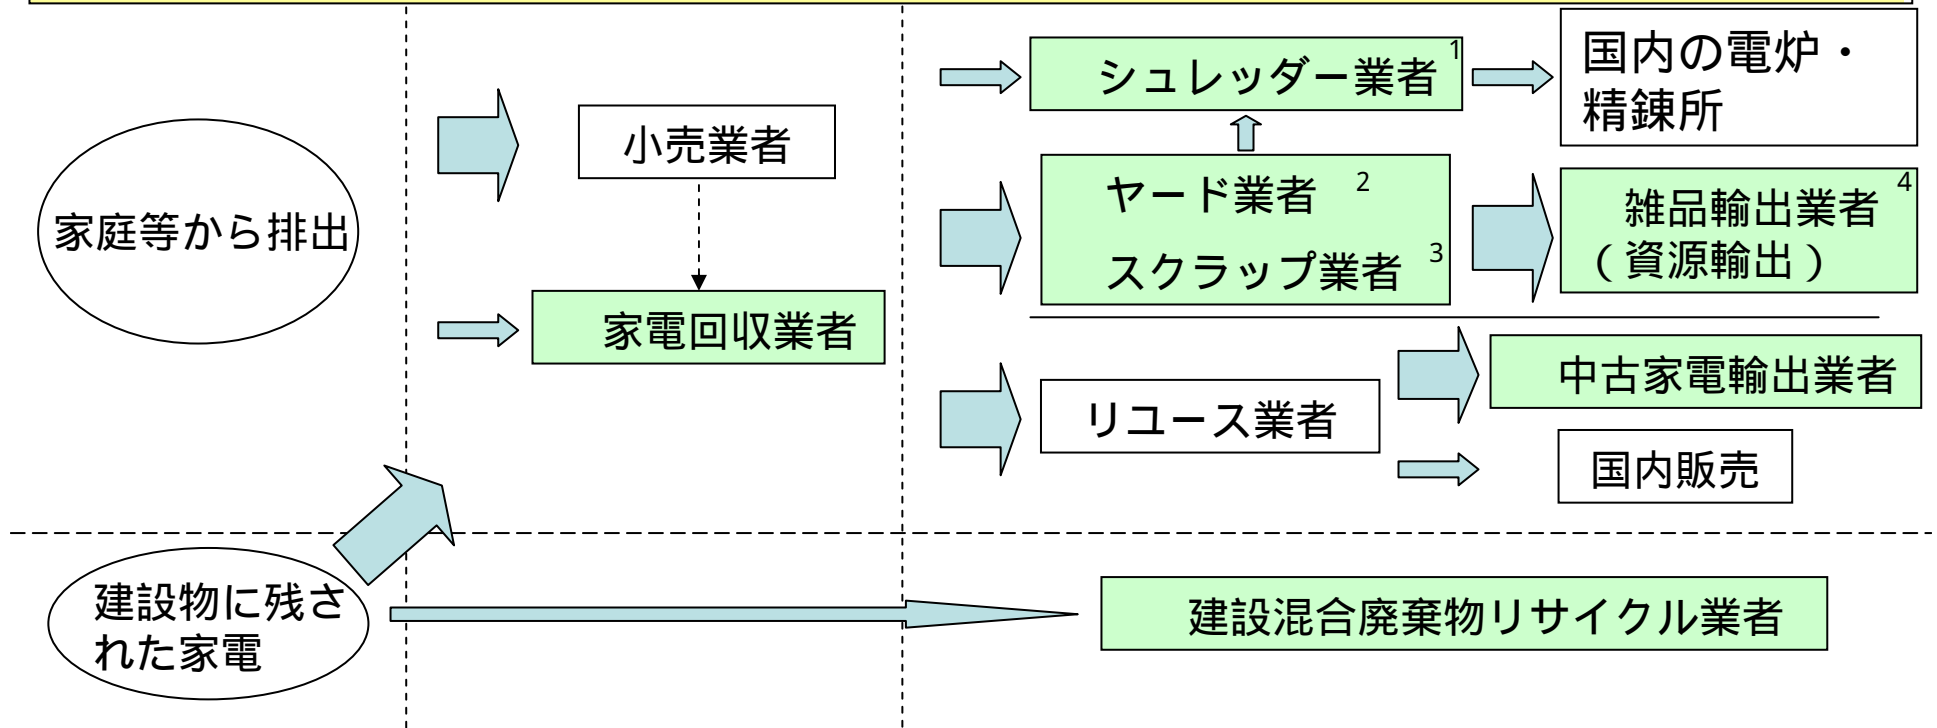 家庭等から排出
小売業者
家電回収業者
シュレッダー業者 1
国内の電炉・
精錬所
ヤード業者 2
スクラップ業者 3
雑品輸出業者 4
（資源輸出）
リユース業者
中古家電輸出業者
国内販売
建設物に残さ
れた家電
建設混合廃棄物リサイクル業者